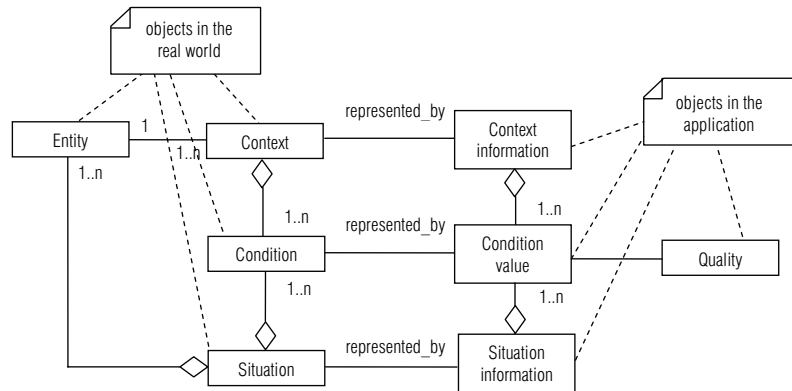 objects in the
real world
objects in the
application
represented_by
Entity
1
1..n
Context
Context
information
1..n
1..n
1..n
represented_by
Condition
Condition
value
Quality
1..n
1..n
represented_by
Situation
Situation
information